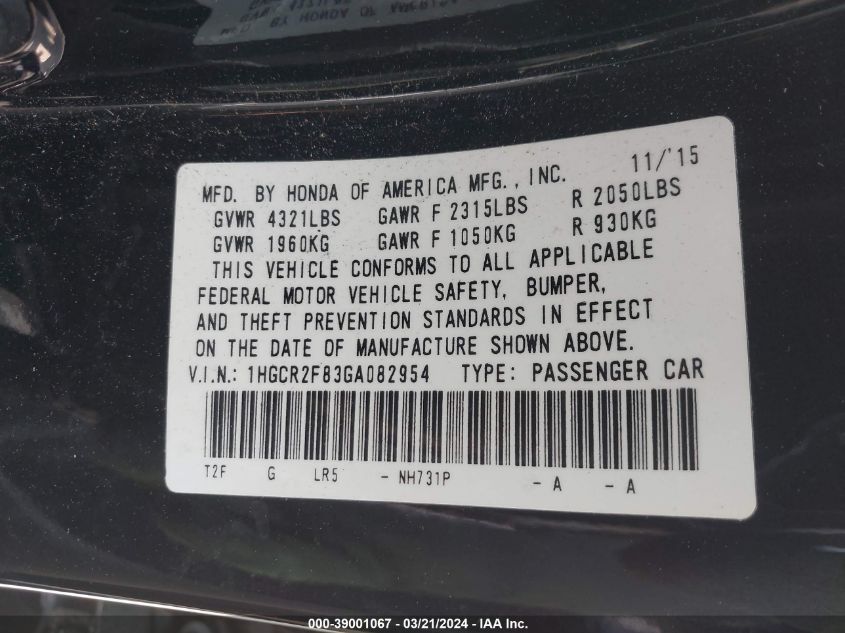 MFD. BY HONDA OF AMERICA MFG., INC. 11/'15
GVWR 4321LBS GAWR F 2315LBS R 2050LBS
GVWR 1960KG GAWR F 1050KG R 930KG
THIS VEHICLE CONFORMS TO ALL APPLICABLE
FEDERAL MOTOR VEHICLE SAFETY, BUMPER,
AND THEFT PREVENTION STANDARDS IN EFFECT
ON THE DATE OF MANUFACTURE SHOWN ABOVE.
V.I.N.: 1HGCR2F83GA082954 TYPE: PASSENGER CAR
T2F G LR5 - NH731P - A - A
000-39001067 - 03/21/2024 - IAA Inc.